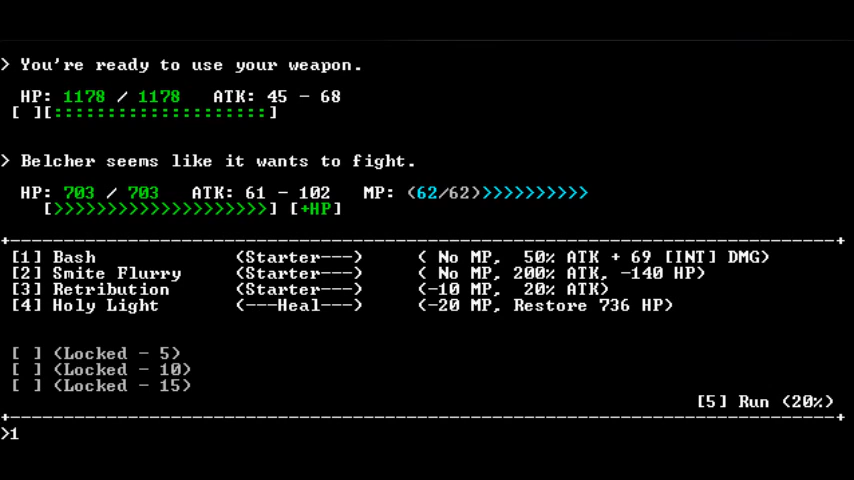 > You're ready to use your weapon.
HP: 1178 / 1178 ATK: 45 - 68
[ ][::::::::::::::::::::]
> Belcher seems like it wants to fight.
HP: 703 / 703 ATK: 61 - 102 MP: (62/62)>>>>>>>>>>
[>>>>>>>>>>>>>>>>>>>>] [+HP]
+--------------------------------------------------------------------------------+
[1] Bash (Starter---) ( No MP, 50% ATK + 69 [INT] DMG)
[2] Smite Flurry (Starter---) ( No MP, 200% ATK, -140 HP)
[3] Retribution (Starter---) (-10 MP, 20% ATK)
[4] Holy Light (---Heal---) (-20 MP, Restore 736 HP)
[ ] (Locked - 5)
[ ] (Locked - 10)
[ ] (Locked - 15)
[5] Run (20%)
+--------------------------------------------------------------------------------+
>1